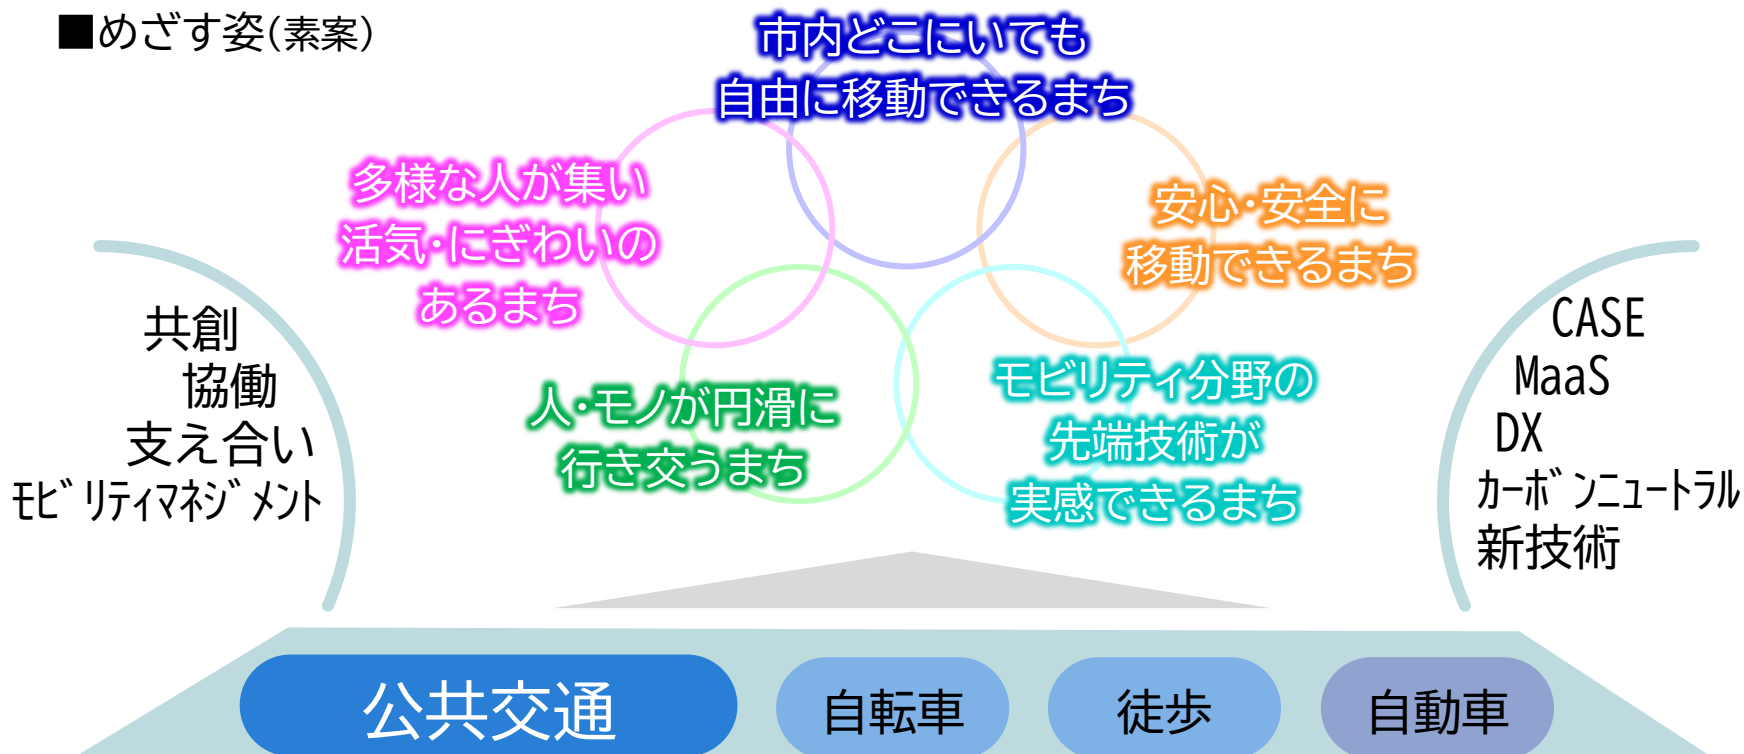 ■めざす姿(素案)
市内どこにいても
自由に移動できるまち
多様な人が集い
活気・にぎわいの
あるまち
安心・安全に
移動できるまち
人・モノが円滑に
行き交うまち
モビリティ分野の
先端技術が
実感できるまち
共創
協働
支え合い
ﾓﾋﾞﾘﾃｨﾏﾈｼﾞﾒﾝﾄ
CASE
MaaS
DX
ｶｰﾎﾞﾝﾆｭｰﾄﾗﾙ
新技術
公共交通
自転車
徒歩
自動車